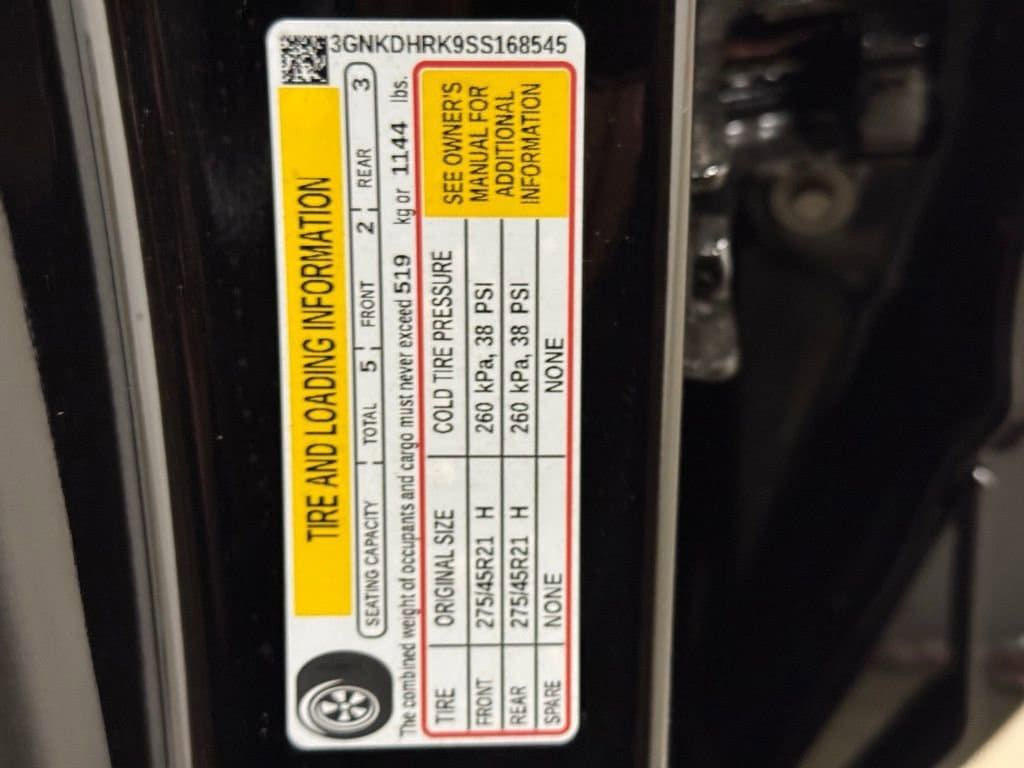 3GNKDHRK9SS168545
TIRE AND LOADING INFORMATION
SEATING CAPACITY TOTAL 5 FRONT 2 REAR 3
The combined weight of occupants and cargo must never exceed 519 kg or 1144 lbs.
TIRE ORIGINAL SIZE COLD TIRE PRESSURE
FRONT 275/45R21 H 260 kPa, 38 PSI
REAR 275/45R21 H 260 kPa, 38 PSI
SPARE NONE NONE
SEE OWNER'S
MANUAL FOR
ADDITIONAL
INFORMATION